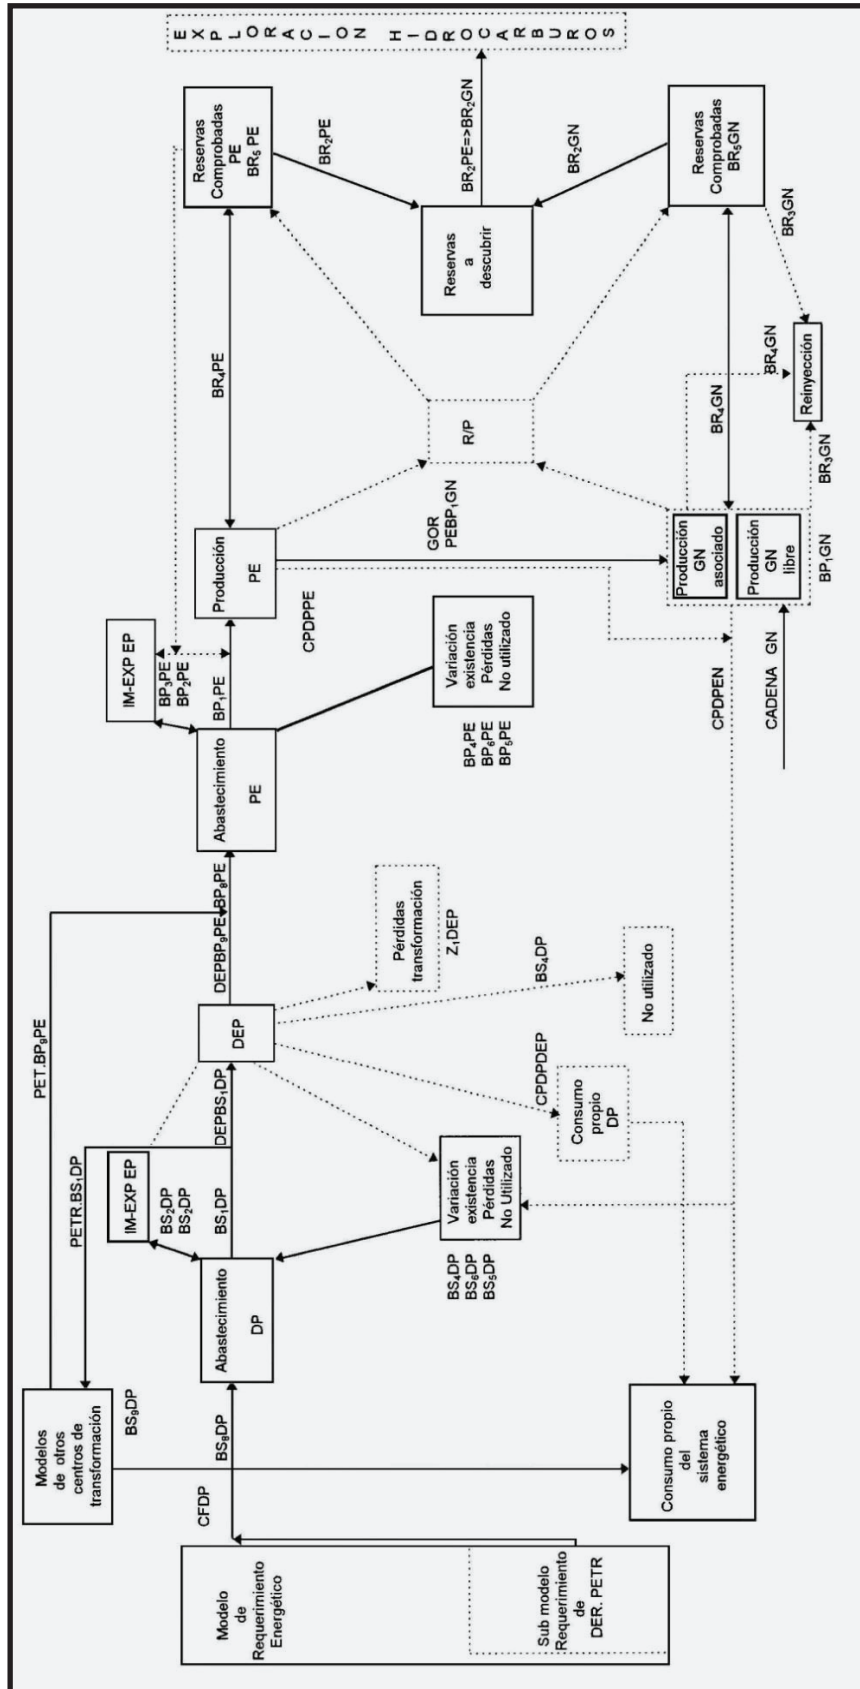 Modelo
de
Requerimiento
Energético
Sub modelo
Requerimiento
de
DER. PETR
CFDP
Modelos
de otros
centros de
transformación
BS₉DP
BS₈DP
Consumo propio
del
sistema
energético
PETR.BS₁DP
PET.BP₉PE
Abastecimiento
DP
IM-EXP EP
BS₂DP
BS₂DP
BS₁DP
DEPBS₁DP
Variación
existencia
Pérdidas
No Utilizado
BS₄DP
BS₆DP
BS₅DP
DEP
CPDPDEP
Consumo
propio
DP
BS₄DP
No utilizado
Pérdidas
transformación
Z₁DEP
DEPBP₉PE
BP₈PE
Abastecimiento
PE
IM-EXP EP
BP₃PE
BP₂PE
BP₁PE
Variación
existencia
Pérdidas
No utilizado
BP₄PE
BP₆PE
BP₅PE
Producción
PE
CPDPPE
GOR
PEBP₁GN
CPDPEN
CADENA GN
Producción
GN
asociado
Producción
GN
libre
BP₁GN
BR₄PE
R/P
BR₄GN
BR₄GN
BR₃GN
Reinyección
BR₃GN
Reservas
Comprobadas
PE
BR₅ PE
BR₂PE
Reservas
a
descubrir
BR₂PE=>BR₂GN
BR₂GN
Reservas
Comprobadas
BR₅GN
EXPLORACION HIDROCARBUROS